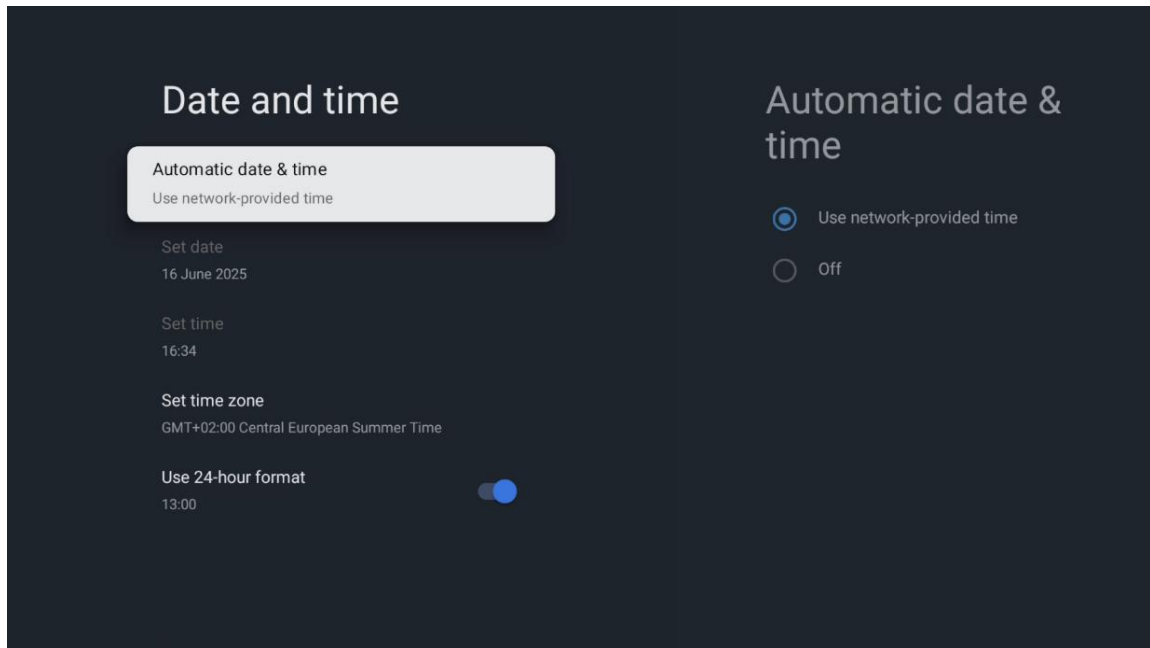 Date and time
Automatic date & time
Use network-provided time
Set date
16 June 2025
Set time
16:34
Set time zone
GMT+02:00 Central European Summer Time
Use 24-hour format
13:00
Automatic date &
time
Use network-provided time
Off